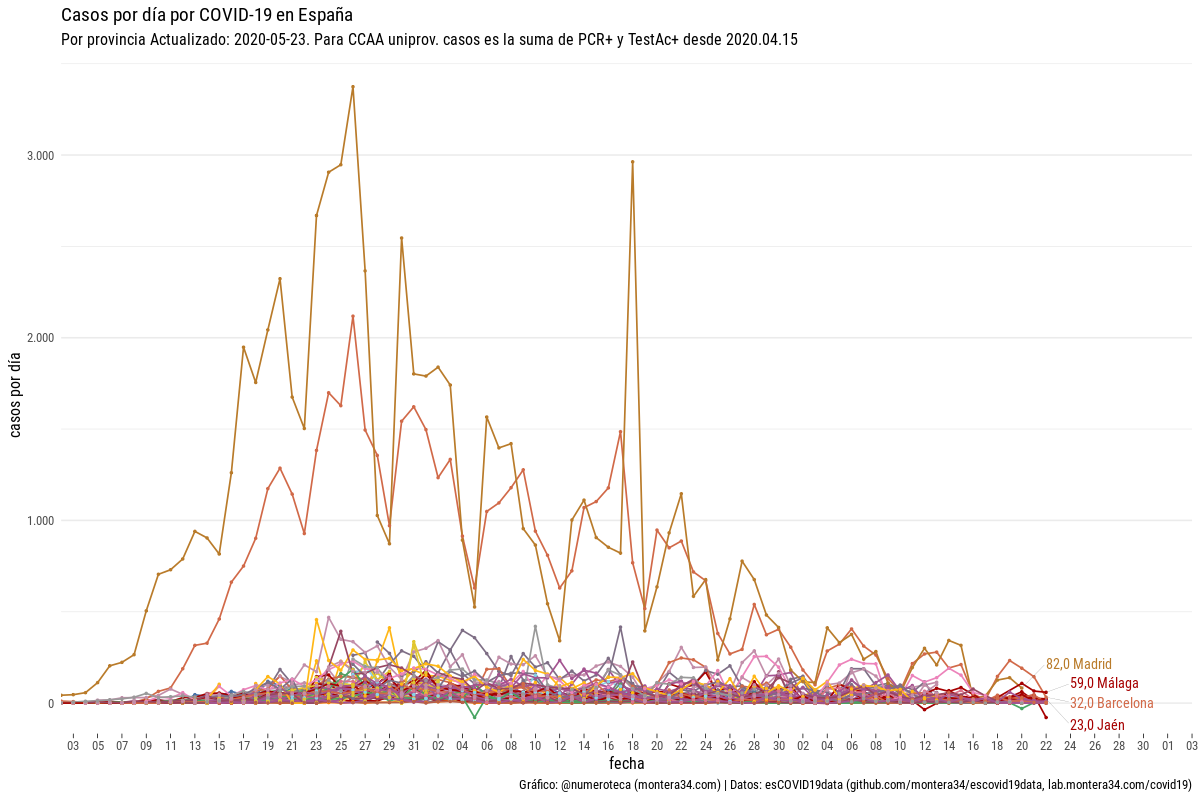 Casos por día por COVID-19 en España
Por provincia Actualizado: 2020-05-23. Para CCAA uniprov. casos es la suma de PCR+ y TestAc+ desde 2020.04.15
casos por día
3.000
2.000
1.000
0
82,0 Madrid
59,0 Málaga
32,0 Barcelona
23,0 Jaén
03 05 07 09 11 13 15 17 19 21 23 25 27 29 31 02 04 06 08 10 12 14 16 18 20 22 24 26 28 30 02 04 06 08 10 12 14 16 18 20 22 24 26 28 30 01 03
fecha
Gráfico: @numeroteca (montera34.com) | Datos: esCOVID19data (github.com/montera34/escovid19data, lab.montera34.com/covid19)